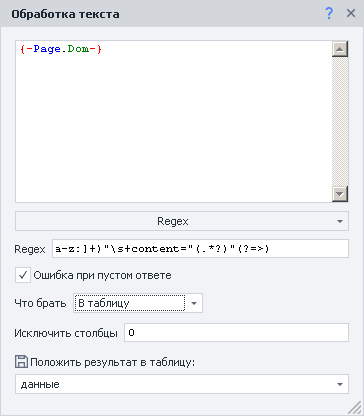 Обработка текста
{-Page.Dom-}
Regex
Regex a-z:]+)"\s+content="(.*?)"(?=>)
Ошибка при пустом ответе
Что брать В таблицу
Исключить столбцы 0
Положить результат в таблицу:
данные